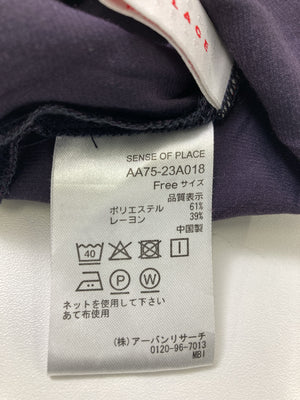 PLACE
SENSE OF PLACE
AA75-23A018
Free サイズ
品質表示
ポリエステル 61%
レーヨン 39%
中国製
40
P W
ネットを使用して下さい
あて布使用
(株)アーバンリサーチ
0120-96-7013
MBI